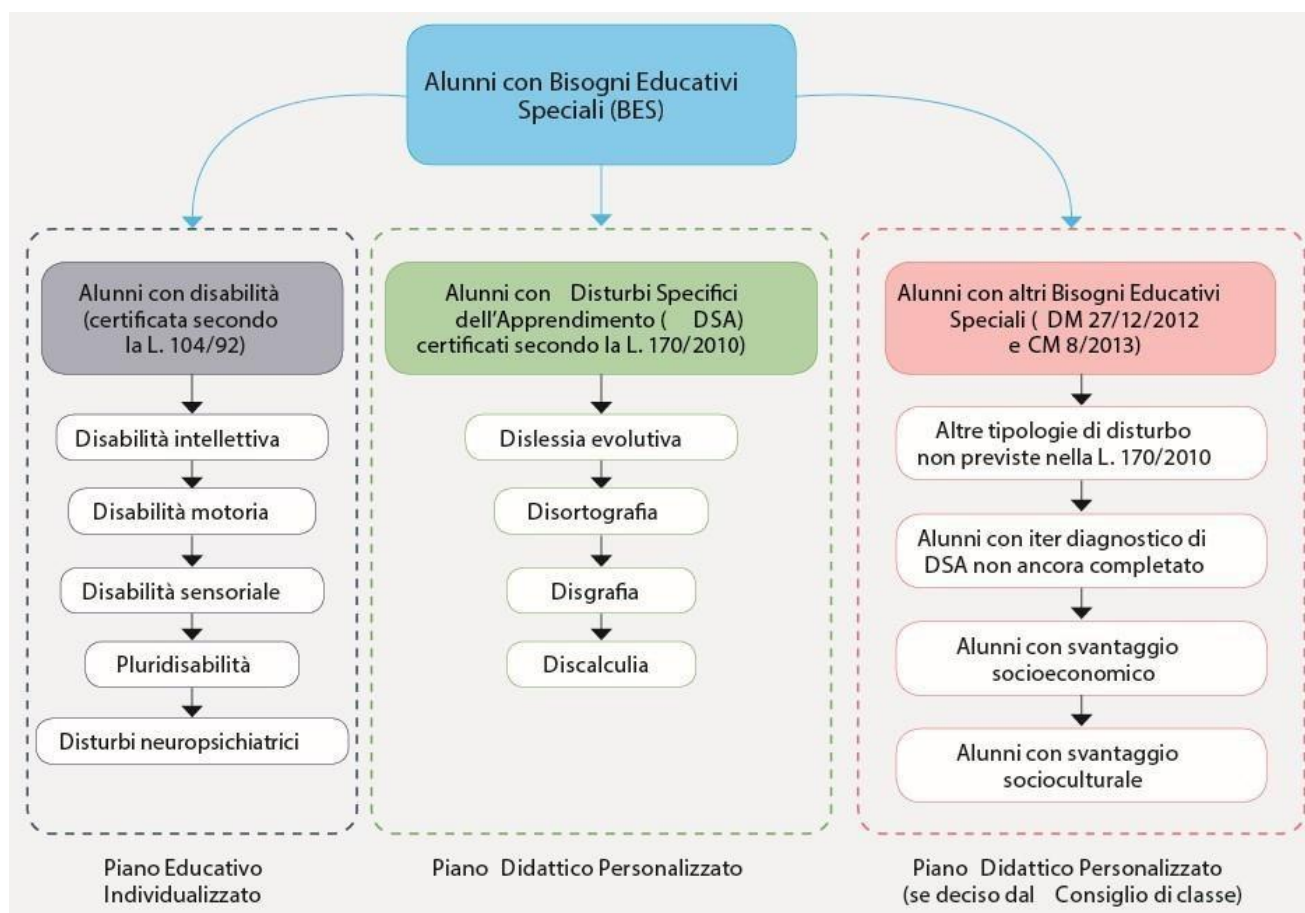 Alunni con Bisogni Educativi
Speciali (BES)
Alunni con disabilità
(certificata secondo
la L. 104/92)
Disabilità intellettiva
Disabilità motoria
Disabilità sensoriale
Pluridisabilità
Disturbi neuropsichiatrici
Piano Educativo
Individualizzato
Alunni con Disturbi Specifici
dell’Apprendimento ( DSA)
certificati secondo la L. 170/2010)
Dislessia evolutiva
Disortografia
Disgrafia
Discalculia
Piano Didattico Personalizzato
Alunni con altri Bisogni Educativi
Speciali ( DM 27/12/2012
e CM 8/2013)
Altre tipologie di disturbo
non previste nella L. 170/2010
Alunni con iter diagnostico di
DSA non ancora completato
Alunni con svantaggio
socioeconomico
Alunni con svantaggio
socioculturale
Piano Didattico Personalizzato
(se deciso dal Consiglio di classe)